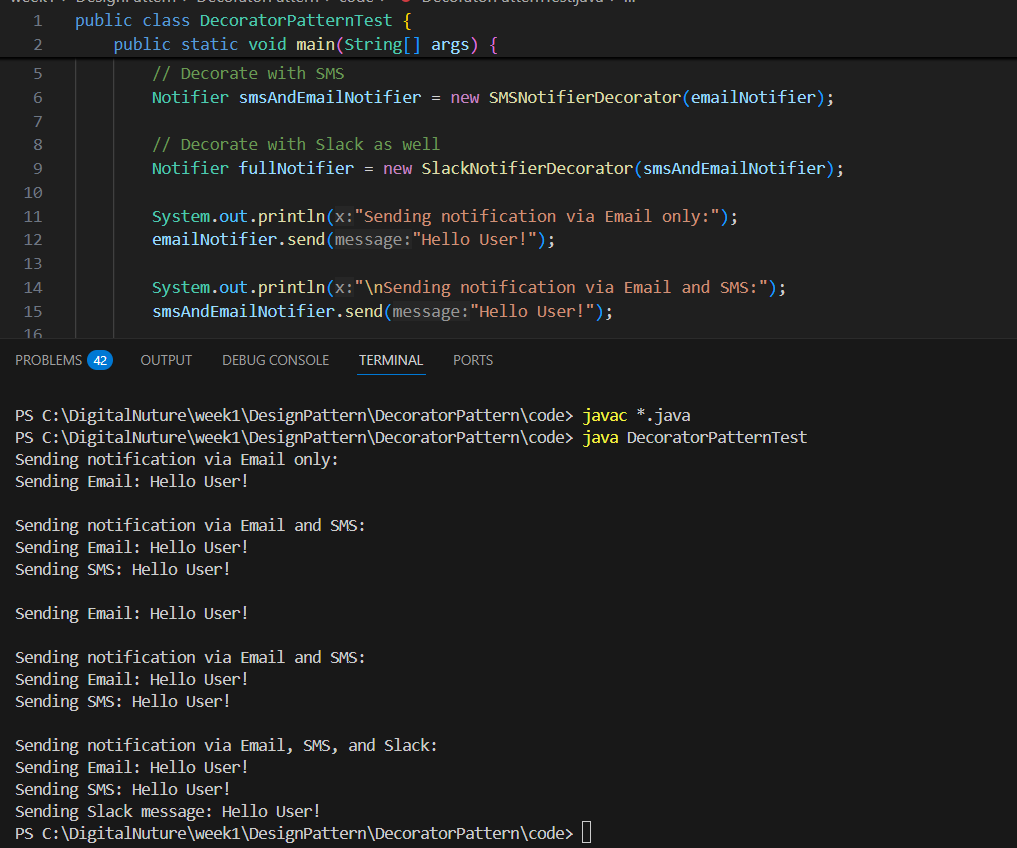 week1 > DesignPattern > DecoratorPattern > code > DecoratorPatternTest.java > ...
1 public class DecoratorPatternTest {
2 public static void main(String[] args) {
5 // Decorate with SMS
6 Notifier smsAndEmailNotifier = new SMSNotifierDecorator(emailNotifier);
7
8 // Decorate with Slack as well
9 Notifier fullNotifier = new SlackNotifierDecorator(smsAndEmailNotifier);
10
11 System.out.println(x:"Sending notification via Email only:");
12 emailNotifier.send(message:"Hello User!");
13
14 System.out.println(x:"\nSending notification via Email and SMS:");
15 smsAndEmailNotifier.send(message:"Hello User!");
16
PROBLEMS 42 OUTPUT DEBUG CONSOLE TERMINAL PORTS
PS C:\DigitalNuture\week1\DesignPattern\DecoratorPattern\code> javac *.java
PS C:\DigitalNuture\week1\DesignPattern\DecoratorPattern\code> java DecoratorPatternTest
Sending notification via Email only:
Sending Email: Hello User!
Sending notification via Email and SMS:
Sending Email: Hello User!
Sending SMS: Hello User!
Sending Email: Hello User!
Sending notification via Email and SMS:
Sending Email: Hello User!
Sending SMS: Hello User!
Sending notification via Email, SMS, and Slack:
Sending Email: Hello User!
Sending SMS: Hello User!
Sending Slack message: Hello User!
PS C:\DigitalNuture\week1\DesignPattern\DecoratorPattern\code>